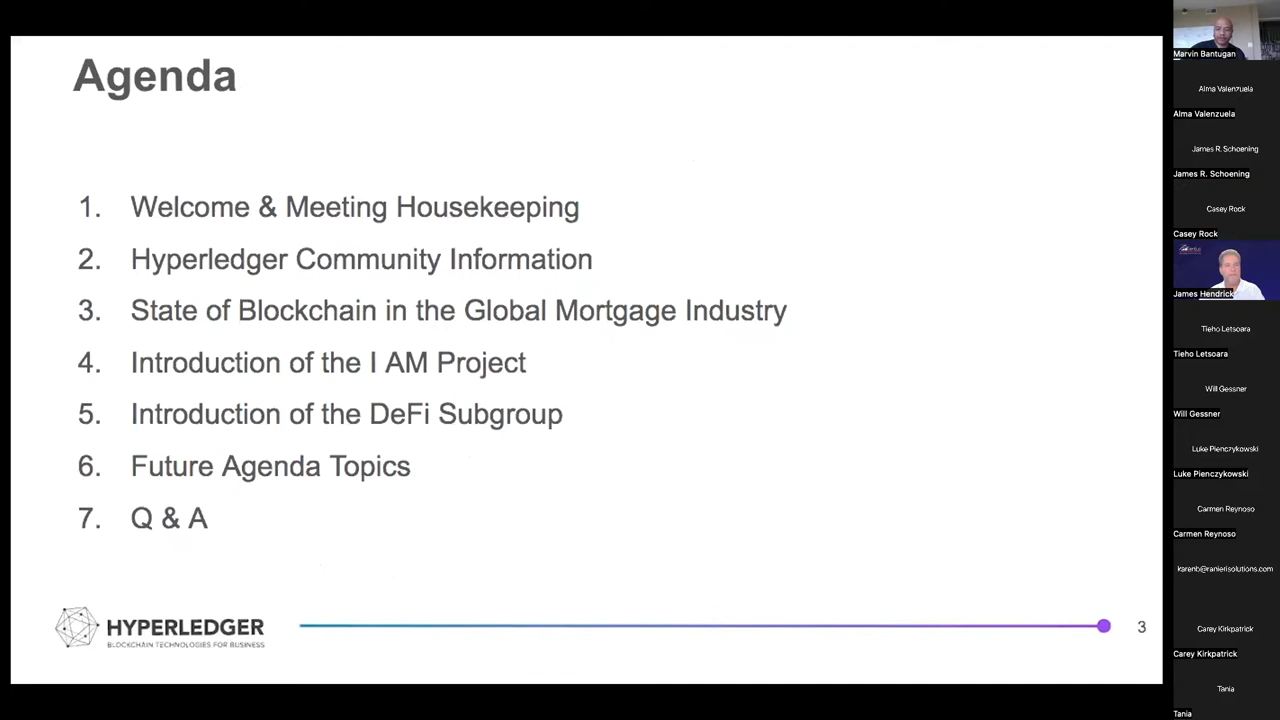 Agenda
1. Welcome & Meeting Housekeeping
2. Hyperledger Community Information
3. State of Blockchain in the Global Mortgage Industry
4. Introduction of the I AM Project
5. Introduction of the DeFi Subgroup
6. Future Agenda Topics
7. Q & A
HYPERLEDGER
BLOCKCHAIN TECHNOLOGIES FOR BUSINESS
3
Marvin Bantugan
Alma Valenzuela
Alma Valenzuela
James R. Schoening
James R. Schoening
Casey Rock
Casey Rock
James Hendrick
Tieho Letsoara
Tieho Letsoara
Will Gessner
Will Gessner
Luke Pienczykowski
Luke Pienczykowski
Carmen Reynoso
Carmen Reynoso
karenb@ranierisolutions.com
Carey Kirkpatrick
Carey Kirkpatrick
Tania
Tania